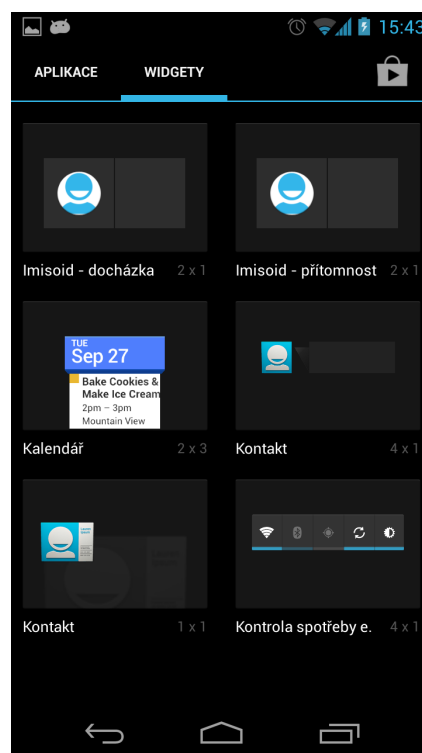 15:43
APLIKACE WIDGETY
Imisoid - docházka 2 x 1
Imisoid - přítomnost 2 x 1
TUE
Sep 27
Bake Cookies &
Make Ice Cream
2pm – 3pm
Mountain View
Kalendář 2 x 3
Kontakt 4 x 1
Kontakt 1 x 1
Kontrola spotřeby e. 4 x 1